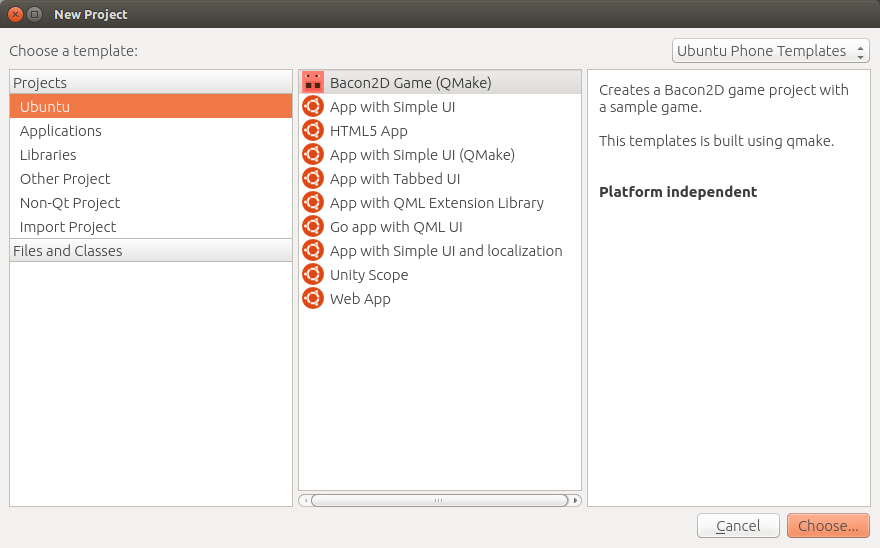 New Project
Choose a template:
Ubuntu Phone Templates
Projects
Ubuntu
Applications
Libraries
Other Project
Non-Qt Project
Import Project
Files and Classes
Bacon2D Game (QMake)
App with Simple UI
HTML5 App
App with Simple UI (QMake)
App with Tabbed UI
App with QML Extension Library
Go app with QML UI
App with Simple UI and localization
Unity Scope
Web App
Creates a Bacon2D game project with
a sample game.
This templates is built using qmake.
Platform independent
Cancel
Choose...